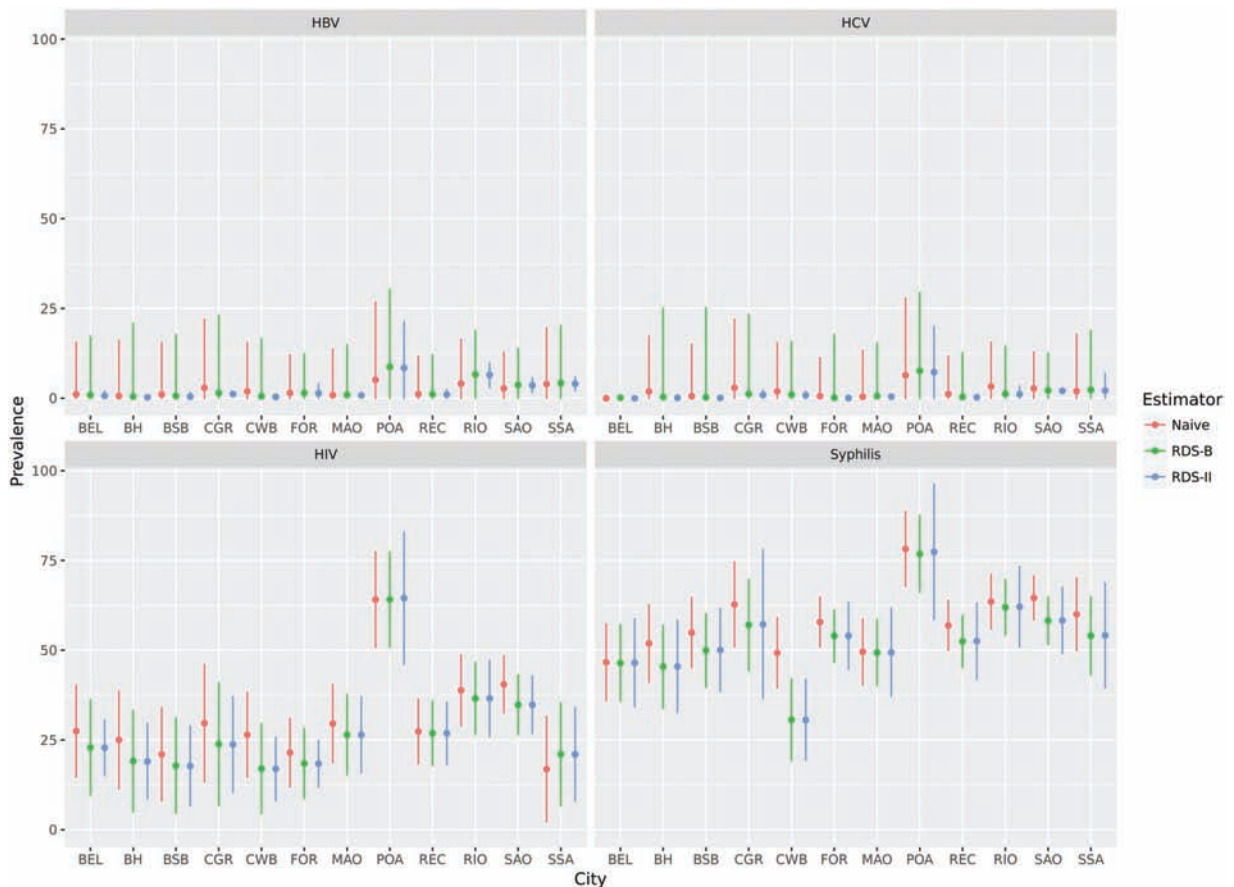 HBV HCV
100
75
50
25
0
BEL BH BSB CGR CWB FOR MAO POA REC RIO SAO SSA BEL BH BSB CGR CWB FOR MAO POA REC RIO SAO SSA
Prevalence
HIV Syphilis
100
75
50
25
0
BEL BH BSB CGR CWB FOR MAO POA REC RIO SAO SSA BEL BH BSB CGR CWB FOR MAO POA REC RIO SAO SSA
City
Estimator
Naive
RDS-B
RDS-II